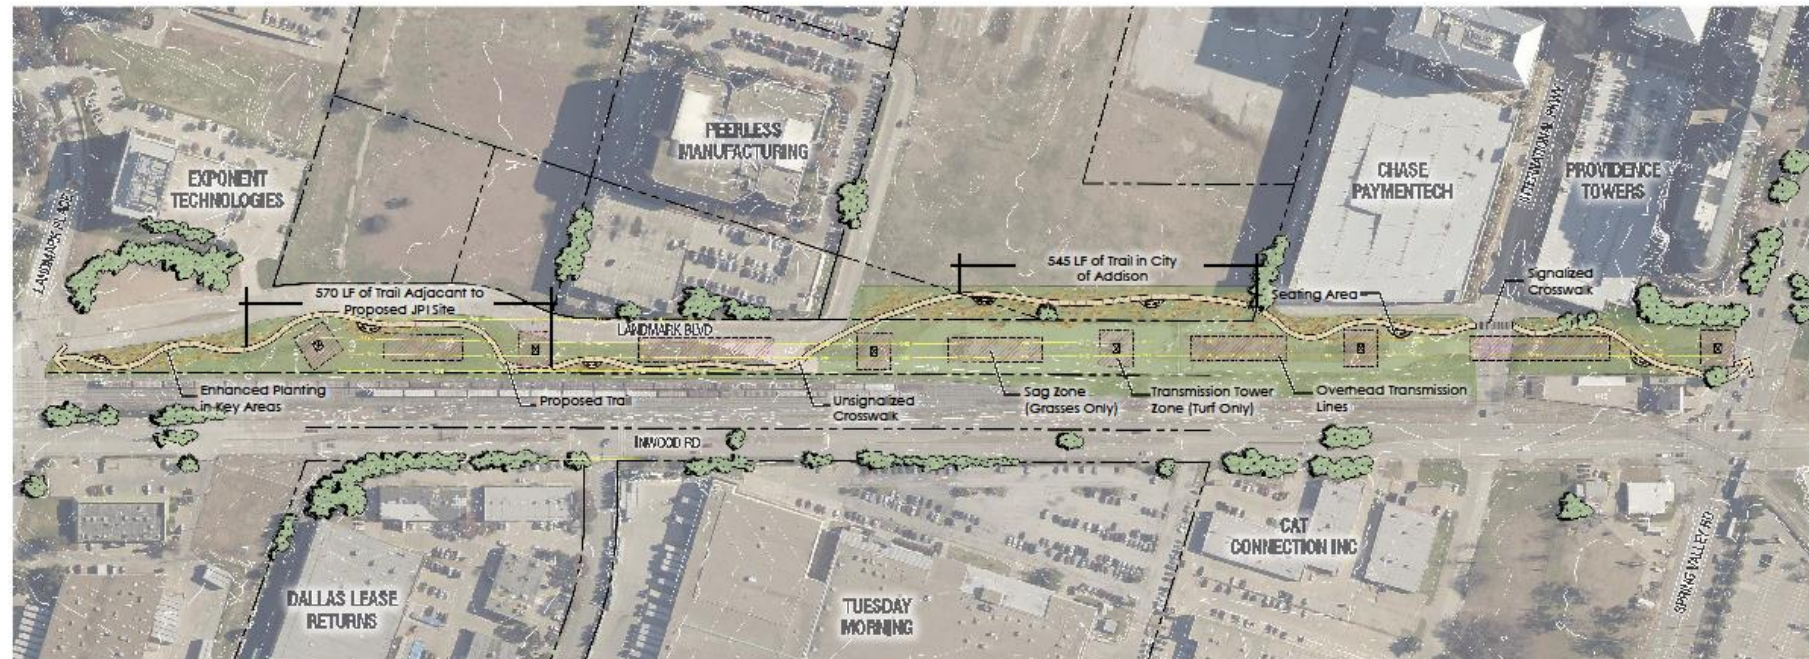 PEERLESS
MANUFACTURING
EXPONENT
TECHNOLOGIES
CHASE
PAYMENTECH
INTERNATIONAL PKWY
PROVIDENCE
TOWERS
LANDMARK PLACE
570 LF of Trail Adjacant to
Proposed JPI Site
545 LF of Trail in City
of Addison
Seating Area
Signalized
Crosswalk
LANDMARK BLVD
Enhanced Planting
in Key Areas
Proposed Trail
Unsignalized
Crosswalk
Sag Zone
(Grasses Only)
Transmission Tower
Zone (Turf Only)
Overhead Transmission
Lines
INWOOD RD
DALLAS LEASE
RETURNS
TUESDAY
MORNING
CAT
CONNECTION INC
SPRING VALLEY RD